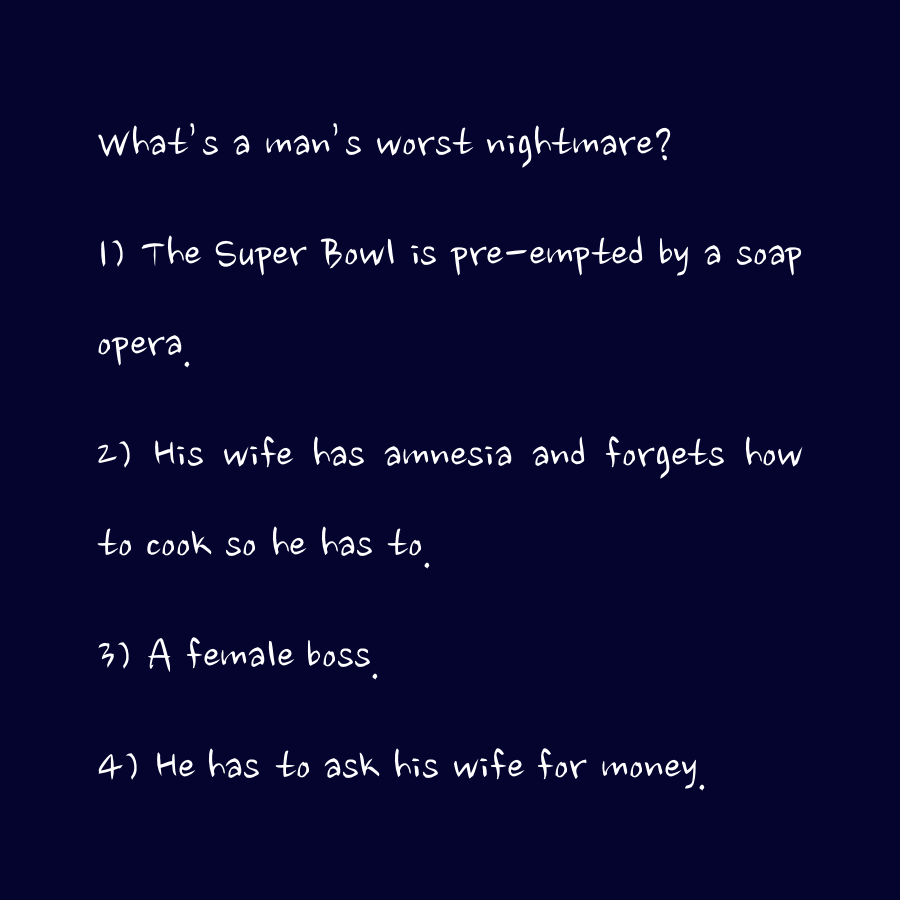 What's a man's worst nightmare?
1) The Super Bowl is pre-empted by a soap
opera.
2) His wife has amnesia and forgets how
to cook so he has to.
3) A female boss.
4) He has to ask his wife for money.